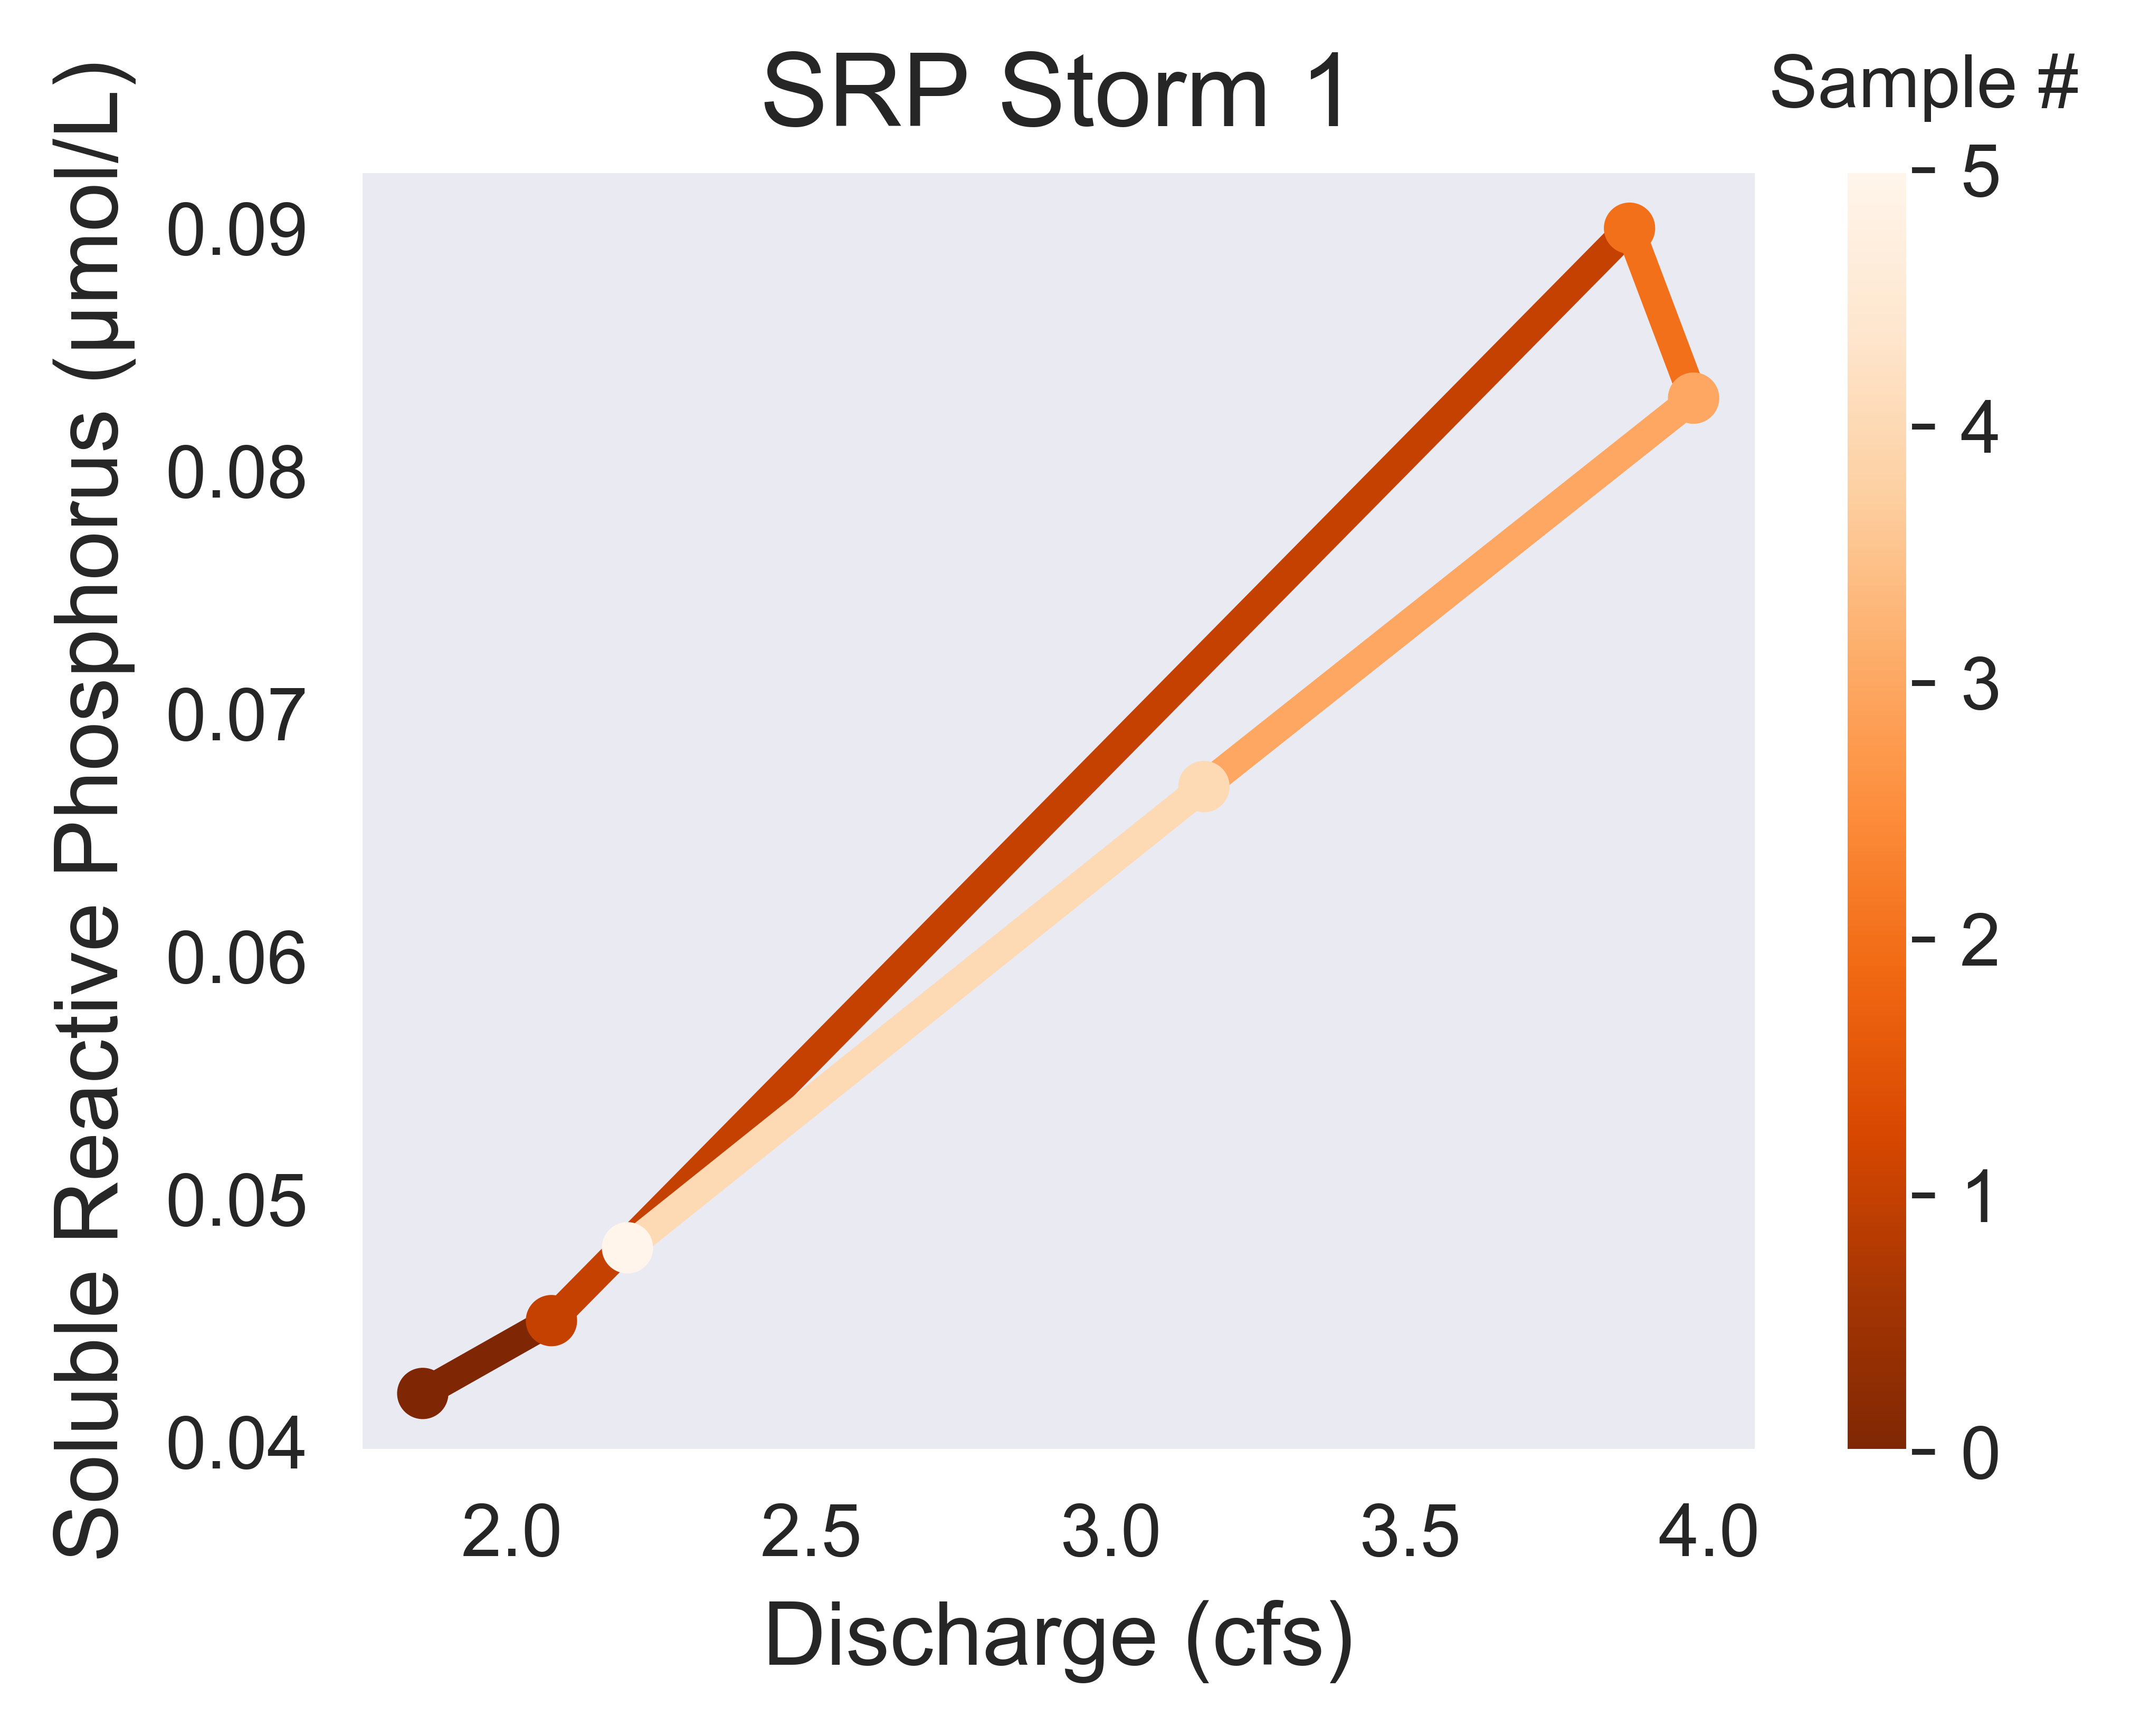 SRP Storm 1
Sample #
Soluble Reactive Phosphorus (µmol/L)
0.09
0.08
0.07
0.06
0.05
0.04
2.0 2.5 3.0 3.5 4.0
Discharge (cfs)
5
4
3
2
1
0